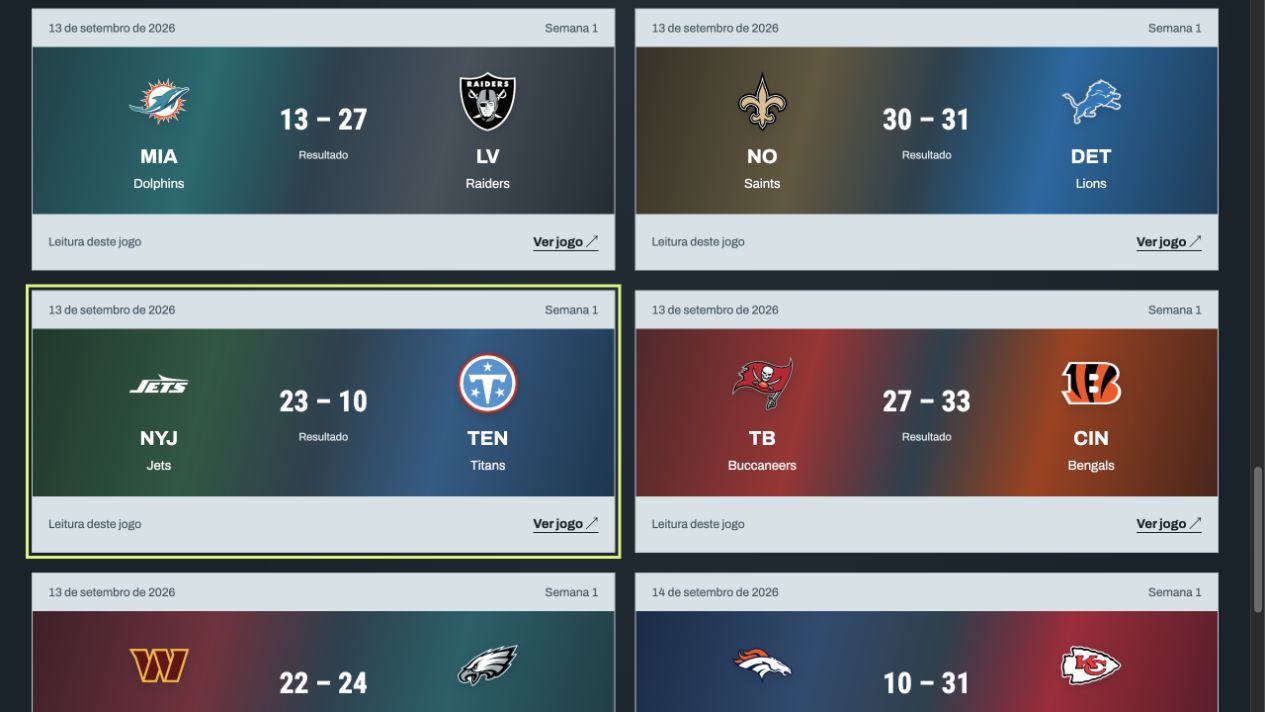 13 de setembro de 2026 Semana 1
RAIDERS
13 – 27
MIA LV
Resultado
Dolphins Raiders
Leitura deste jogo Ver jogo
13 de setembro de 2026 Semana 1
30 – 31
NO DET
Resultado
Saints Lions
Leitura deste jogo Ver jogo
13 de setembro de 2026 Semana 1
JETS T
23 – 10
NYJ TEN
Resultado
Jets Titans
Leitura deste jogo Ver jogo
13 de setembro de 2026 Semana 1
B
27 – 33
TB CIN
Resultado
Buccaneers Bengals
Leitura deste jogo Ver jogo
13 de setembro de 2026 Semana 1
W
22 – 24
14 de setembro de 2026 Semana 1
KC
10 – 31